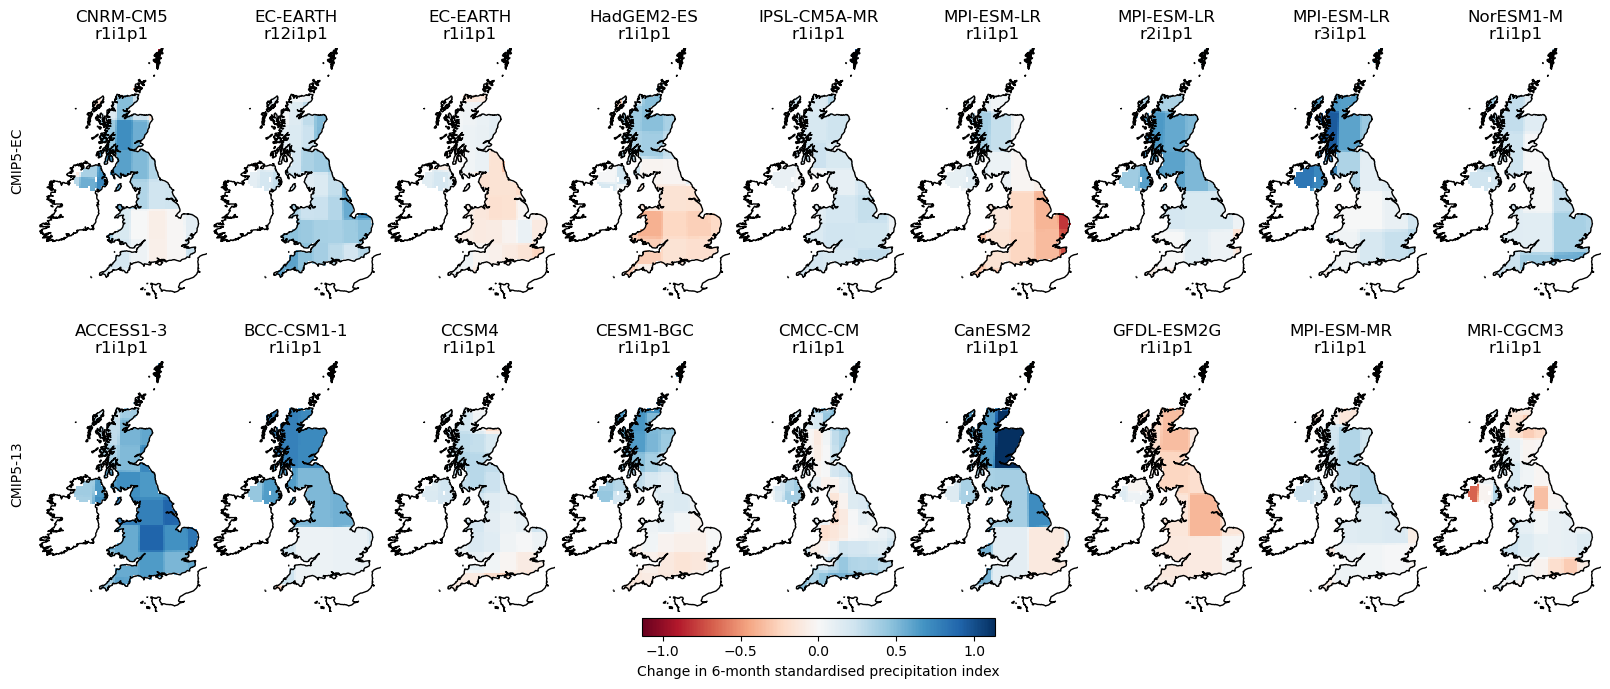 CNRM-CM5
r1i1p1
EC-EARTH
r12i1p1
EC-EARTH
r1i1p1
HadGEM2-ES
r1i1p1
IPSL-CM5A-MR
r1i1p1
MPI-ESM-LR
r1i1p1
MPI-ESM-LR
r2i1p1
MPI-ESM-LR
r3i1p1
NorESM1-M
r1i1p1
CMIP5-EC
ACCESS1-3
r1i1p1
BCC-CSM1-1
r1i1p1
CCSM4
r1i1p1
CESM1-BGC
r1i1p1
CMCC-CM
r1i1p1
CanESM2
r1i1p1
GFDL-ESM2G
r1i1p1
MPI-ESM-MR
r1i1p1
MRI-CGCM3
r1i1p1
CMIP5-13
−1.0 −0.5 0.0 0.5 1.0
Change in 6-month standardised precipitation index